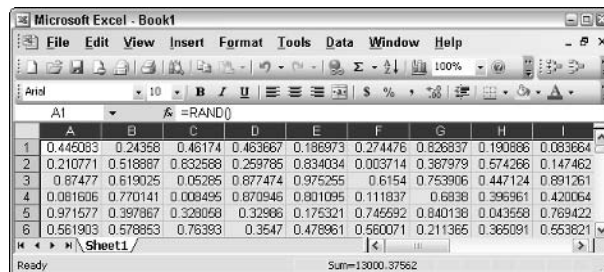 Microsoft Excel - Book1
File Edit View Insert Format Tools Data Window Help
100%
Arial 10 B I U $ % ,
A1 fx =RAND()
A B C D E F G H I
1 0.445083 0.24358 0.46174 0.463667 0.186973 0.274476 0.826837 0.190886 0.083664
2 0.210771 0.518887 0.832588 0.259785 0.834034 0.003714 0.387979 0.574266 0.147462
3 0.87477 0.619025 0.05285 0.877474 0.975255 0.6154 0.753906 0.447124 0.891261
4 0.081606 0.770141 0.008495 0.870946 0.801095 0.111837 0.6838 0.396961 0.420064
5 0.971577 0.397867 0.328058 0.32986 0.175321 0.745592 0.840138 0.043558 0.769422
6 0.561903 0.578853 0.76393 0.3547 0.478961 0.560071 0.211365 0.365091 0.553821
Sheet1
Ready Sum=13000.37562